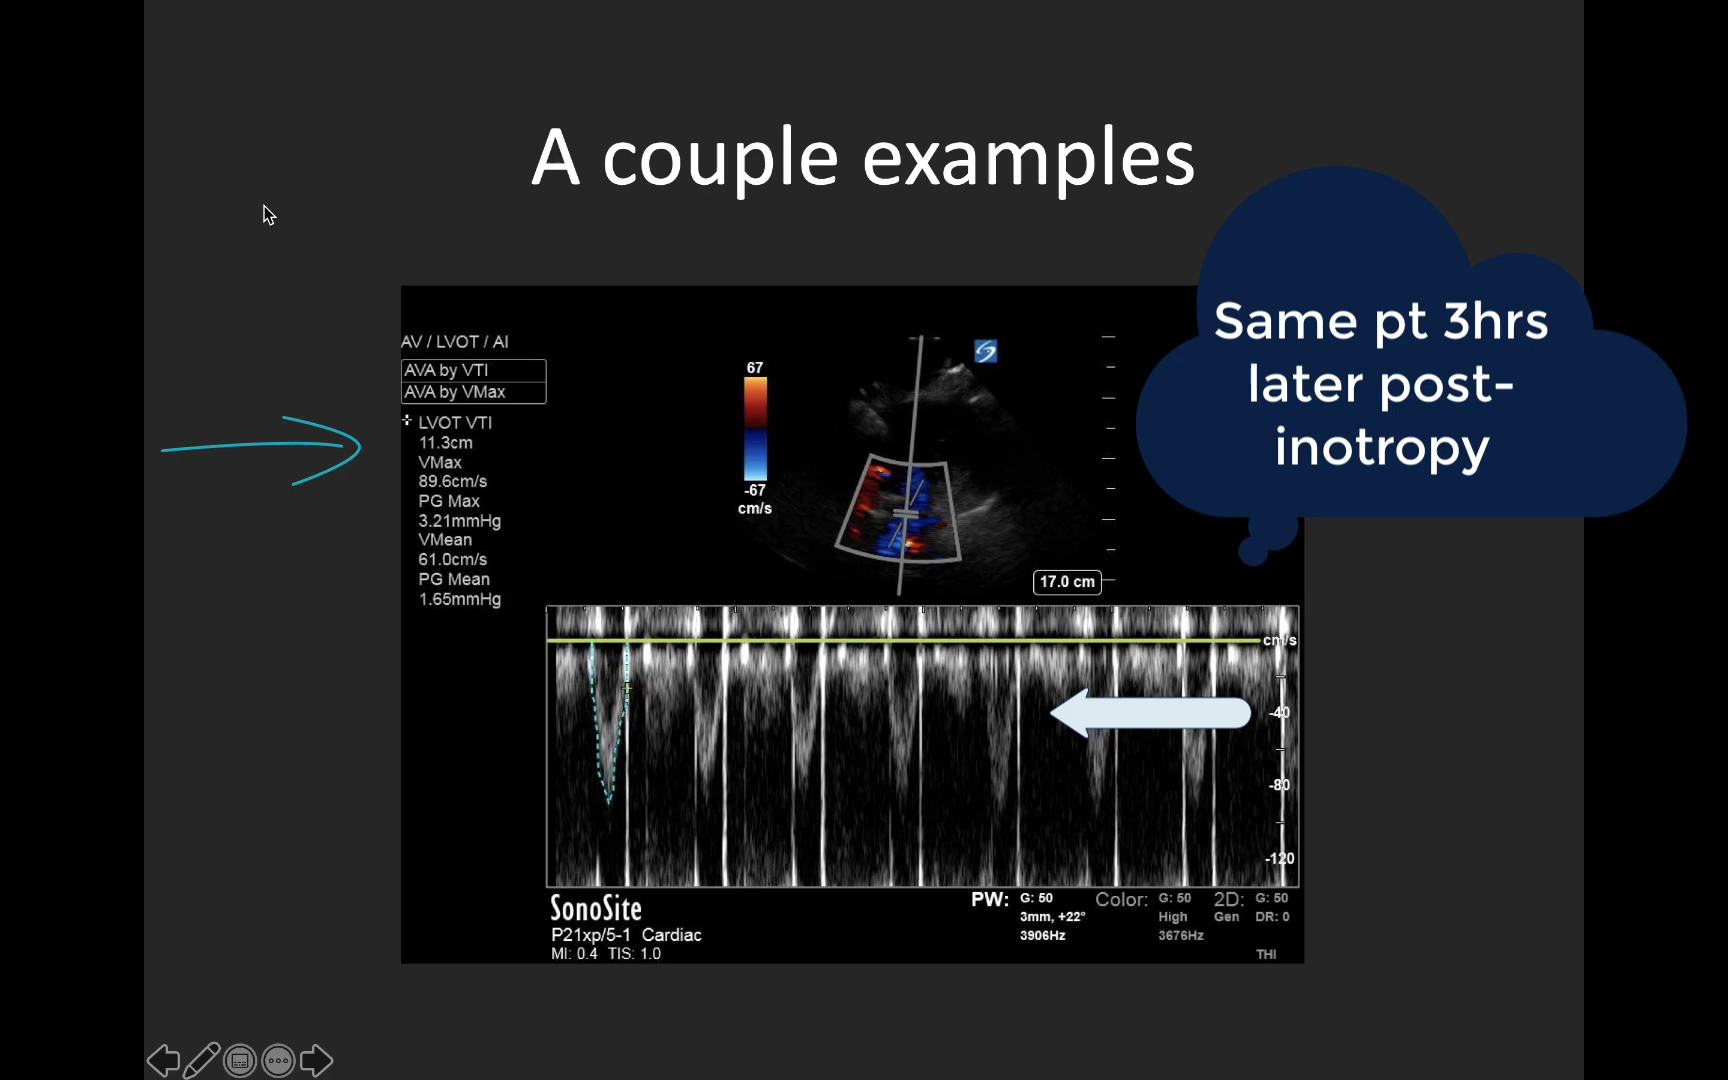 A couple examples
Same pt 3hrs
later post-
inotropy
AV / LVOT / AI
AVA by VTI
AVA by VMax
LVOT VTI
11.3cm
VMax
89.6cm/s
PG Max
3.21mmHg
VMean
61.0cm/s
PG Mean
1.65mmHg
67
-67
cm/s
17.0 cm
cm/s
-40
-80
-120
SonoSite
P21xp/5-1 Cardiac
MI: 0.4 TIS: 1.0
PW: G: 50
3mm, +22°
3906Hz
Color: G: 50
High
3676Hz
2D: G: 50
Gen DR: 0
THI